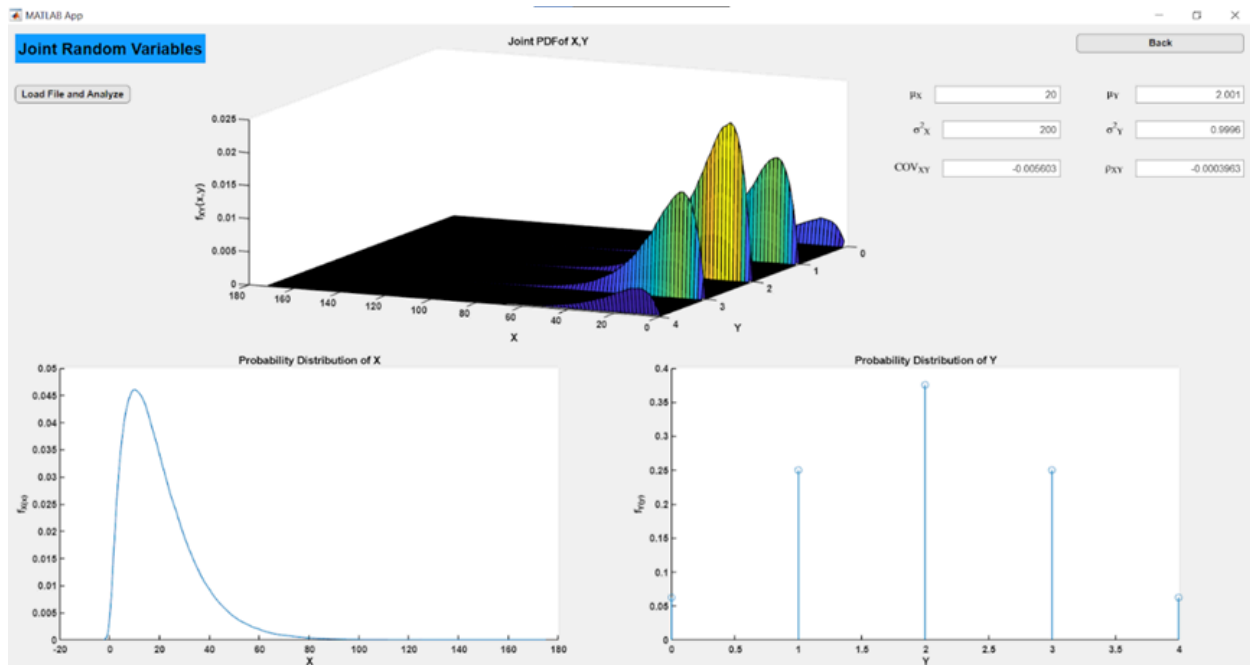 MATLAB App
Joint Random Variables
Load File and Analyze
Joint PDFof X,Y
Back
μX 20 μY 2.001
σ²X 200 σ²Y 0.9996
COVXY -0.005603 ρXY -0.0003963
0.025
0.02
0.015
0.01
0.005
0
fXY(x,y)
180 160 140 120 100 80 60 40 20 0
X
4 3 2 1 0
Y
Probability Distribution of X
0.05
0.045
0.04
0.035
0.03
0.025
0.02
0.015
0.01
0.005
0
fX(x)
-20 0 20 40 60 80 100 120 140 160 180
X
Probability Distribution of Y
0.4
0.35
0.3
0.25
0.2
0.15
0.1
0.05
0
fY(y)
0 0.5 1 1.5 2 2.5 3 3.5 4
Y